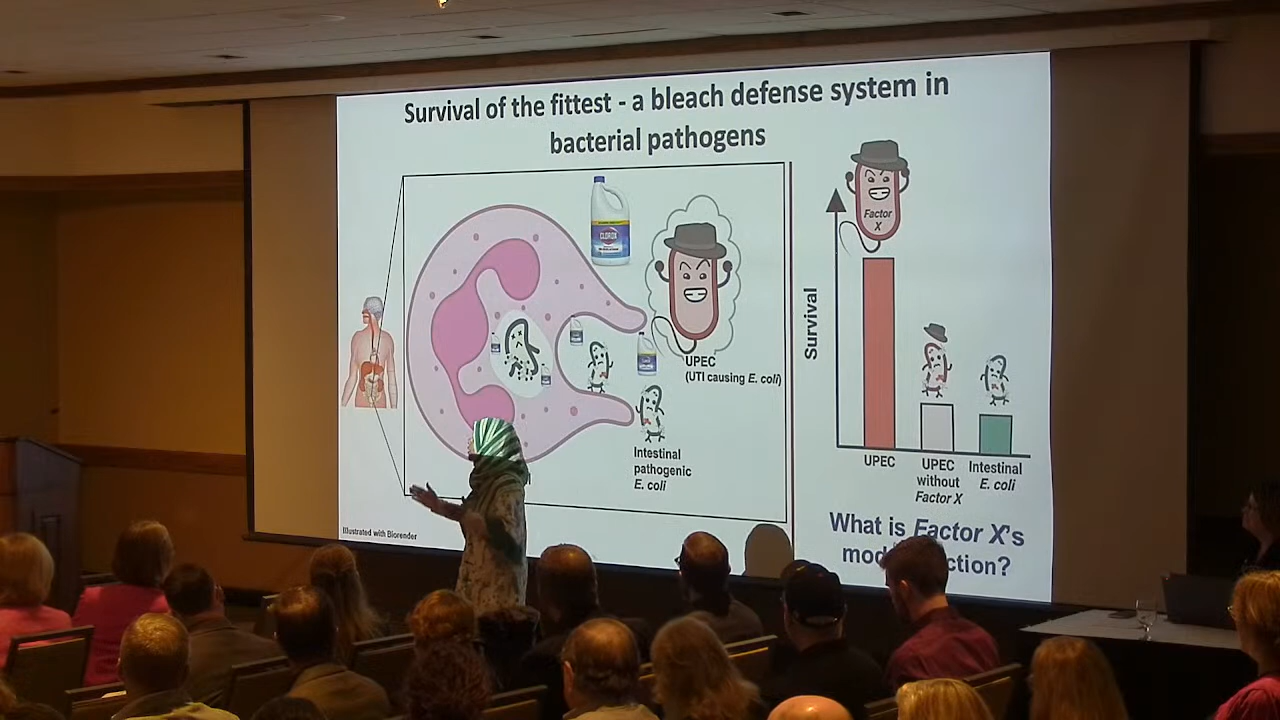 Survival of the fittest - a bleach defense system in
bacterial pathogens
CLOROX
Factor
X
UPEC
(UTI causing E. coli)
Intestinal
pathogenic
E. coli
Illustrated with Biorender
Survival
UPEC
UPEC
without
Factor X
Intestinal
E. coli
What is Factor X's